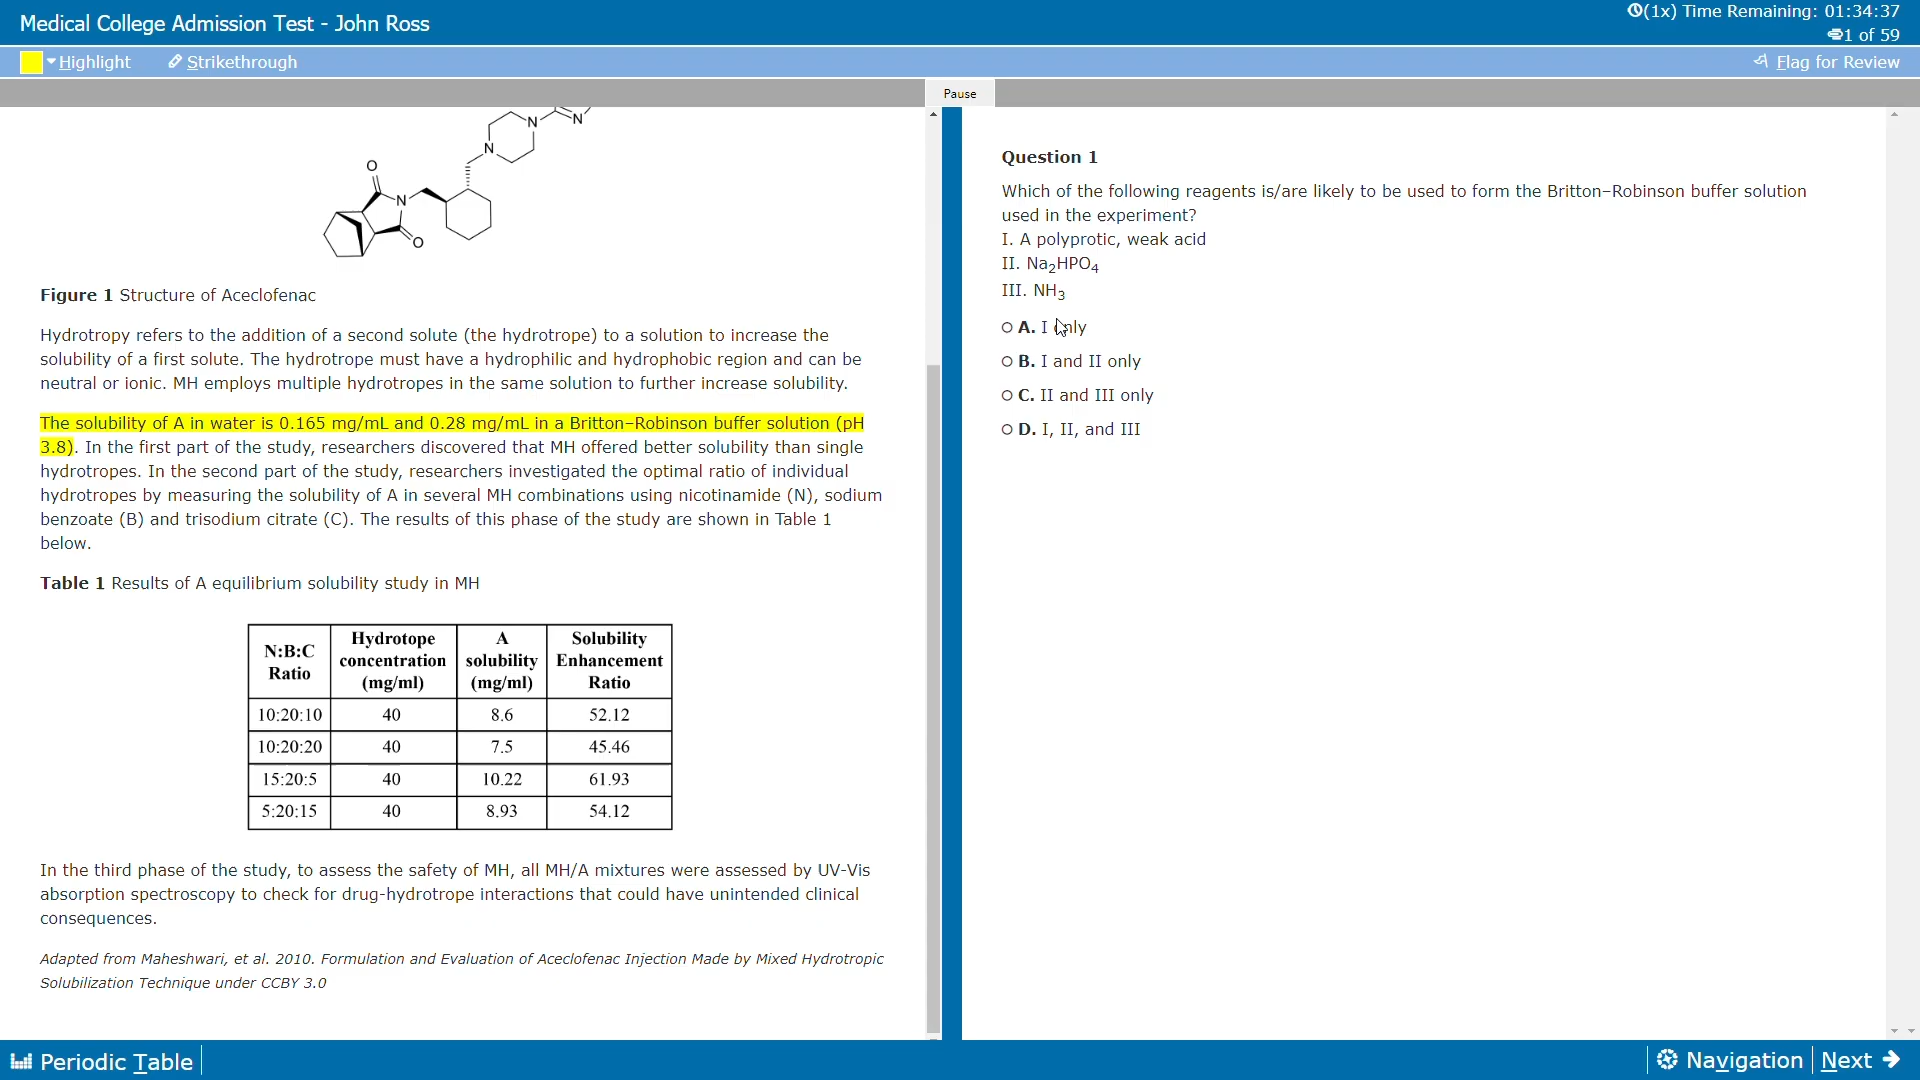 Medical College Admission Test - John Ross
(1x) Time Remaining: 01:34:37
1 of 59
Highlight
Strikethrough
Flag for Review
Pause
N
N
O
N
O
Figure 1 Structure of Aceclofenac
Hydrotropy refers to the addition of a second solute (the hydrotrope) to a solution to increase the
solubility of a first solute. The hydrotrope must have a hydrophilic and hydrophobic region and can be
neutral or ionic. MH employs multiple hydrotropes in the same solution to further increase solubility.
The solubility of A in water is 0.165 mg/mL and 0.28 mg/mL in a Britton–Robinson buffer solution (pH
3.8). In the first part of the study, researchers discovered that MH offered better solubility than single
hydrotropes. In the second part of the study, researchers investigated the optimal ratio of individual
hydrotropes by measuring the solubility of A in several MH combinations using nicotinamide (N), sodium
benzoate (B) and trisodium citrate (C). The results of this phase of the study are shown in Table 1
below.
Table 1 Results of A equilibrium solubility study in MH
N:B:C Ratio | Hydrotope concentration (mg/ml) | A solubility (mg/ml) | Solubility Enhancement Ratio
10:20:10 | 40 | 8.6 | 52.12
10:20:20 | 40 | 7.5 | 45.46
15:20:5 | 40 | 10.22 | 61.93
5:20:15 | 40 | 8.93 | 54.12
In the third phase of the study, to assess the safety of MH, all MH/A mixtures were assessed by UV-Vis
absorption spectroscopy to check for drug-hydrotrope interactions that could have unintended clinical
consequences.
Adapted from Maheshwari, et al. 2010. Formulation and Evaluation of Aceclofenac Injection Made by Mixed Hydrotropic
Solubilization Technique under CCBY 3.0
Question 1
Which of the following reagents is/are likely to be used to form the Britton–Robinson buffer solution
used in the experiment?
I. A polyprotic, weak acid
II. Na2HPO4
III. NH3
A. I only
B. I and II only
C. II and III only
D. I, II, and III
Periodic Table
Navigation
Next